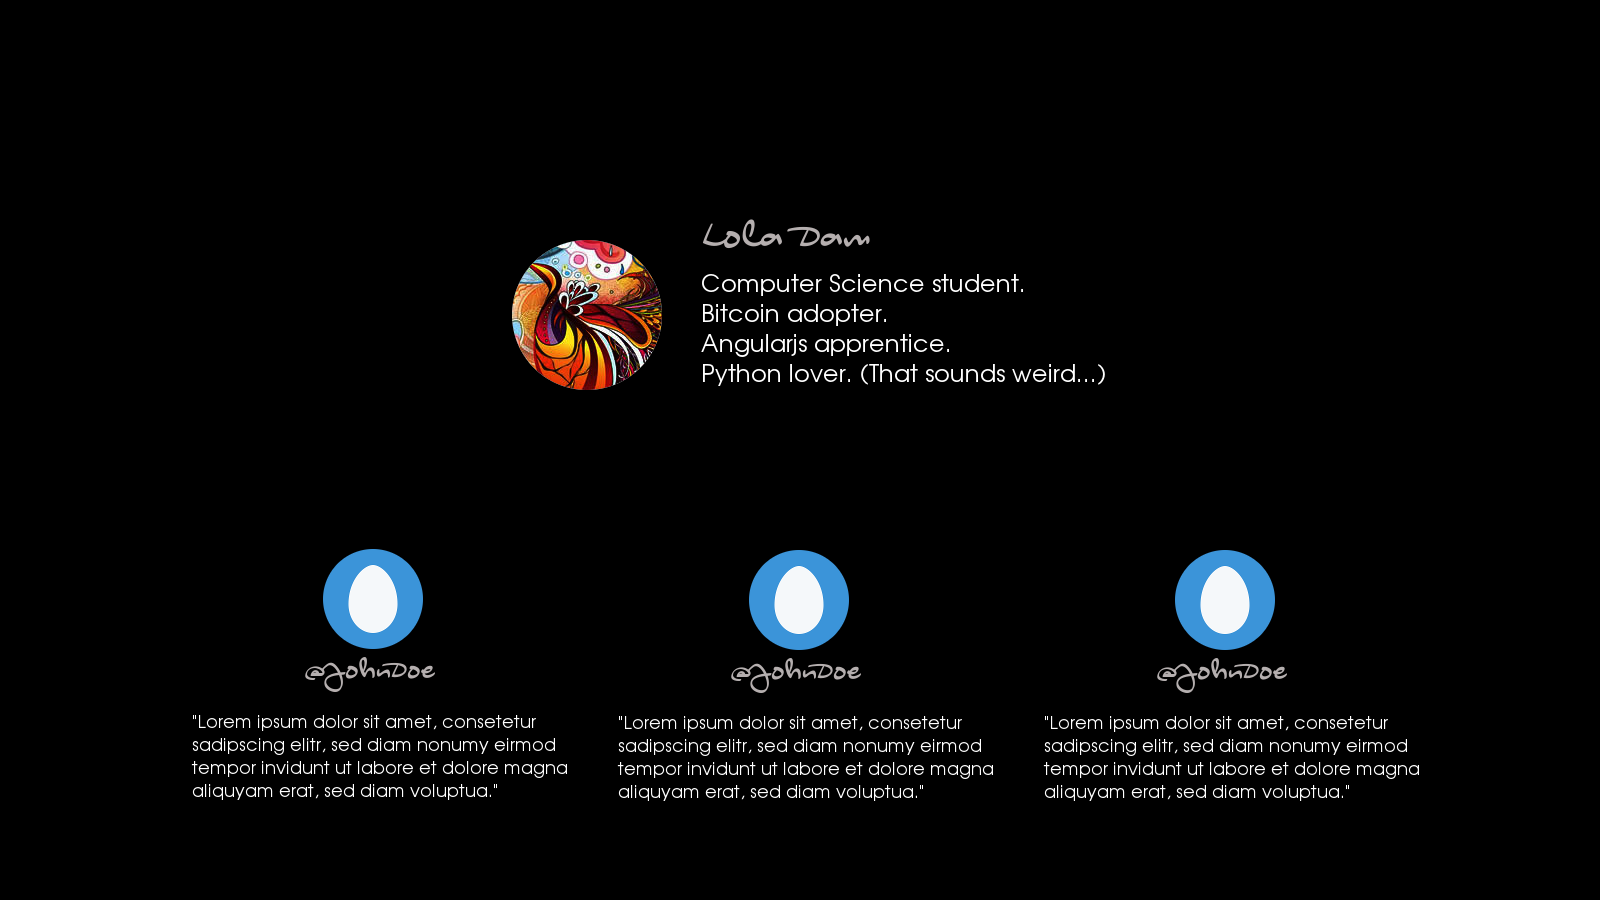 Lola Dam
Computer Science student.
Bitcoin adopter.
Angularjs apprentice.
Python lover. (That sounds weird...)
@JohnDoe
"Lorem ipsum dolor sit amet, consetetur
sadipscing elitr, sed diam nonumy eirmod
tempor invidunt ut labore et dolore magna
aliquyam erat, sed diam voluptua."
@JohnDoe
"Lorem ipsum dolor sit amet, consetetur
sadipscing elitr, sed diam nonumy eirmod
tempor invidunt ut labore et dolore magna
aliquyam erat, sed diam voluptua."
@JohnDoe
"Lorem ipsum dolor sit amet, consetetur
sadipscing elitr, sed diam nonumy eirmod
tempor invidunt ut labore et dolore magna
aliquyam erat, sed diam voluptua."